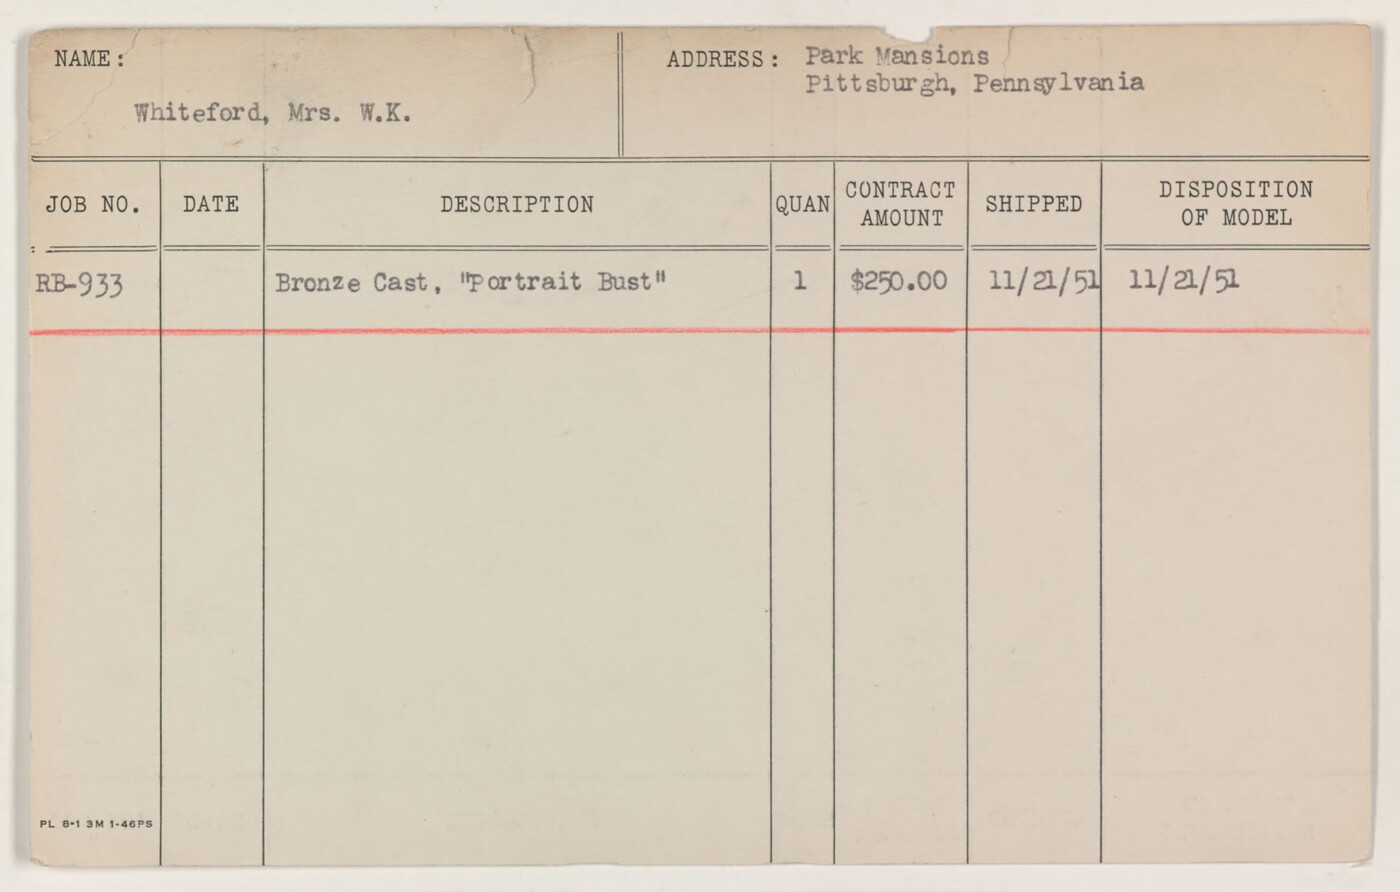 NAME:
Whiteford, Mrs. W.K.
ADDRESS: Park Mansions
Pittsburgh, Pennsylvania
JOB NO. DATE DESCRIPTION QUAN CONTRACT AMOUNT SHIPPED DISPOSITION OF MODEL
RB-933 Bronze Cast, "Portrait Bust" 1 $250.00 11/21/51 11/21/51
PL 8-1 3M 1-46PS